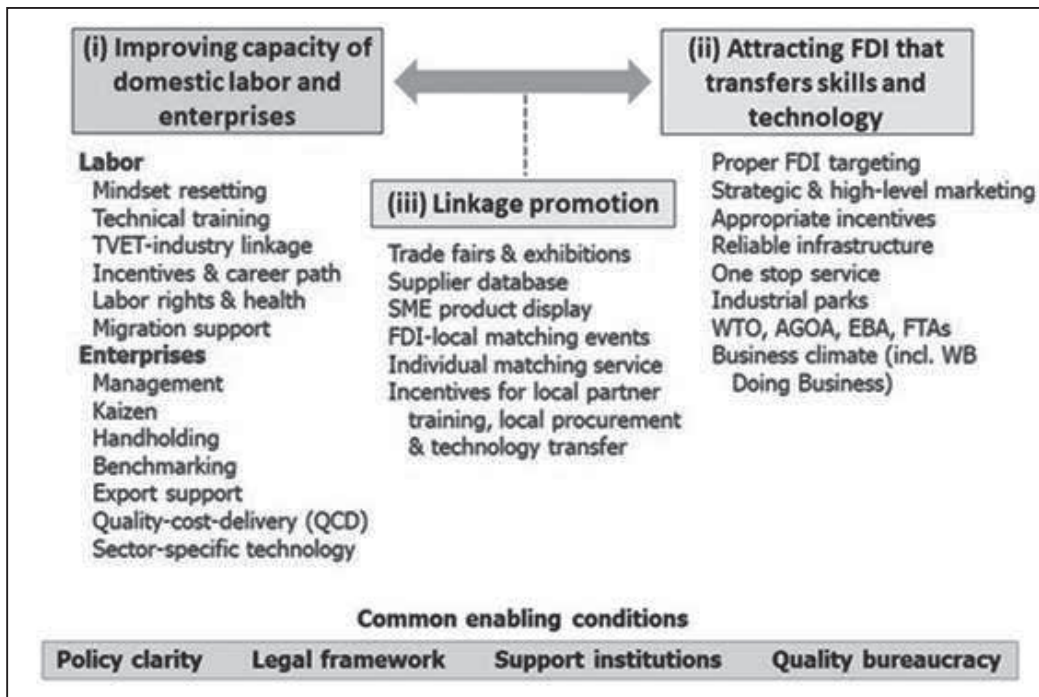 (i) Improving capacity of
domestic labor and
enterprises
Labor
Mindset resetting
Technical training
TVET-industry linkage
Incentives & career path
Labor rights & health
Migration support
Enterprises
Management
Kaizen
Handholding
Benchmarking
Export support
Quality-cost-delivery (QCD)
Sector-specific technology
(iii) Linkage promotion
Trade fairs & exhibitions
Supplier database
SME product display
FDI-local matching events
Individual matching service
Incentives for local partner
training, local procurement
& technology transfer
(ii) Attracting FDI that
transfers skills and
technology
Proper FDI targeting
Strategic & high-level marketing
Appropriate incentives
Reliable infrastructure
One stop service
Industrial parks
WTO, AGOA, EBA, FTAs
Business climate (incl. WB
Doing Business)
Common enabling conditions
Policy clarity Legal framework Support institutions Quality bureaucracy